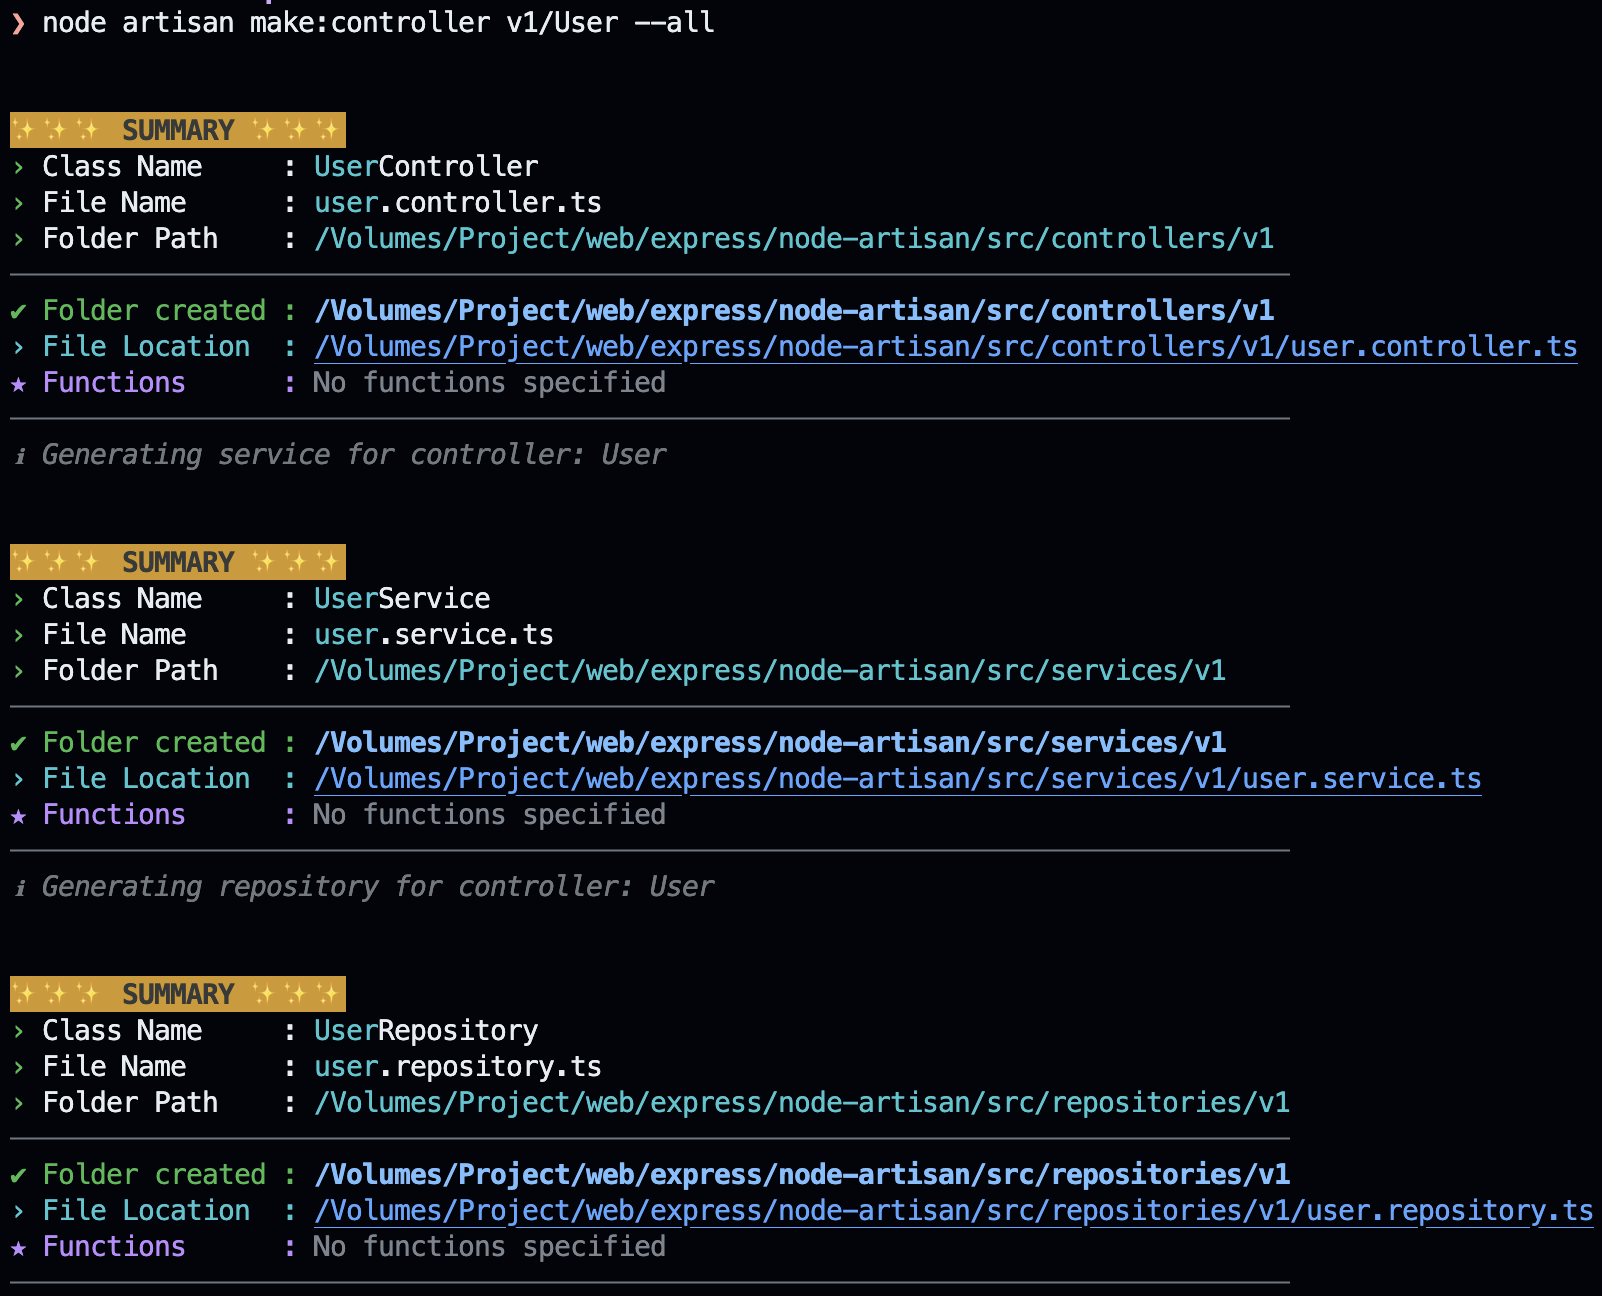 ❯ node artisan make:controller v1/User --all
✨✨✨ SUMMARY ✨✨✨
› Class Name : UserController
› File Name : user.controller.ts
› Folder Path : /Volumes/Project/web/express/node-artisan/src/controllers/v1
✔ Folder created : /Volumes/Project/web/express/node-artisan/src/controllers/v1
› File Location : /Volumes/Project/web/express/node-artisan/src/controllers/v1/user.controller.ts
★ Functions : No functions specified
ℹ Generating service for controller: User
✨✨✨ SUMMARY ✨✨✨
› Class Name : UserService
› File Name : user.service.ts
› Folder Path : /Volumes/Project/web/express/node-artisan/src/services/v1
✔ Folder created : /Volumes/Project/web/express/node-artisan/src/services/v1
› File Location : /Volumes/Project/web/express/node-artisan/src/services/v1/user.service.ts
★ Functions : No functions specified
ℹ Generating repository for controller: User
✨✨✨ SUMMARY ✨✨✨
› Class Name : UserRepository
› File Name : user.repository.ts
› Folder Path : /Volumes/Project/web/express/node-artisan/src/repositories/v1
✔ Folder created : /Volumes/Project/web/express/node-artisan/src/repositories/v1
› File Location : /Volumes/Project/web/express/node-artisan/src/repositories/v1/user.repository.ts
★ Functions : No functions specified